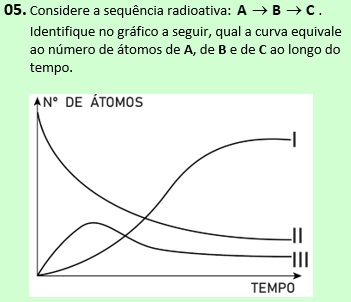 05. Considere a sequência radioativa: A → B → C .
Identifique no gráfico a seguir, qual a curva equivale
ao número de átomos de A, de B e de C ao longo do
tempo.
Nº DE ÁTOMOS
I
II
III
TEMPO